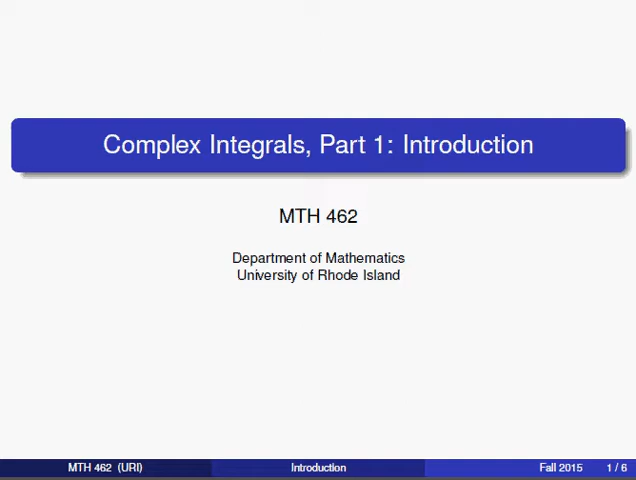 Complex Integrals, Part 1: Introduction
MTH 462
Department of Mathematics
University of Rhode Island
MTH 462 (URI)
Introduction
Fall 2015
1 / 6